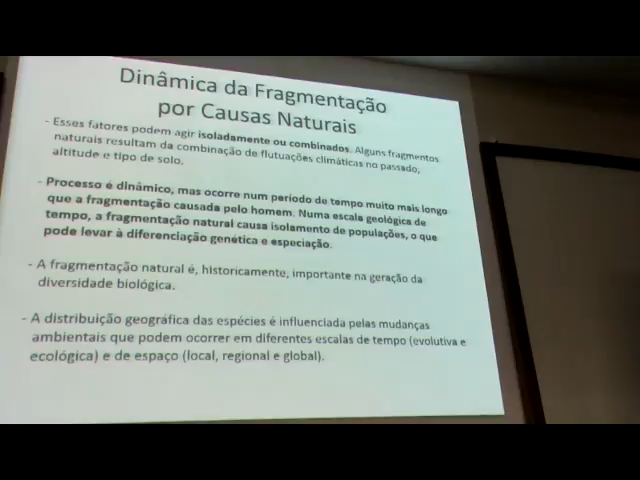 Dinâmica da Fragmentação
por Causas Naturais
- Esses fatores podem agir isoladamente ou combinados. Alguns fragmentos
naturais resultam da combinação de flutuações climáticas no passado,
altitude e tipo de solo.
- Processo é dinâmico, mas ocorre num período de tempo muito mais longo
que a fragmentação causada pelo homem. Numa escala geológica de
tempo, a fragmentação natural causa isolamento de populações, o que
pode levar à diferenciação genética e especiação.
- A fragmentação natural é, historicamente, importante na geração da
diversidade biológica.
- A distribuição geográfica das espécies é influenciada pelas mudanças
ambientais que podem ocorrer em diferentes escalas de tempo (evolutiva e
ecológica) e de espaço (local, regional e global).